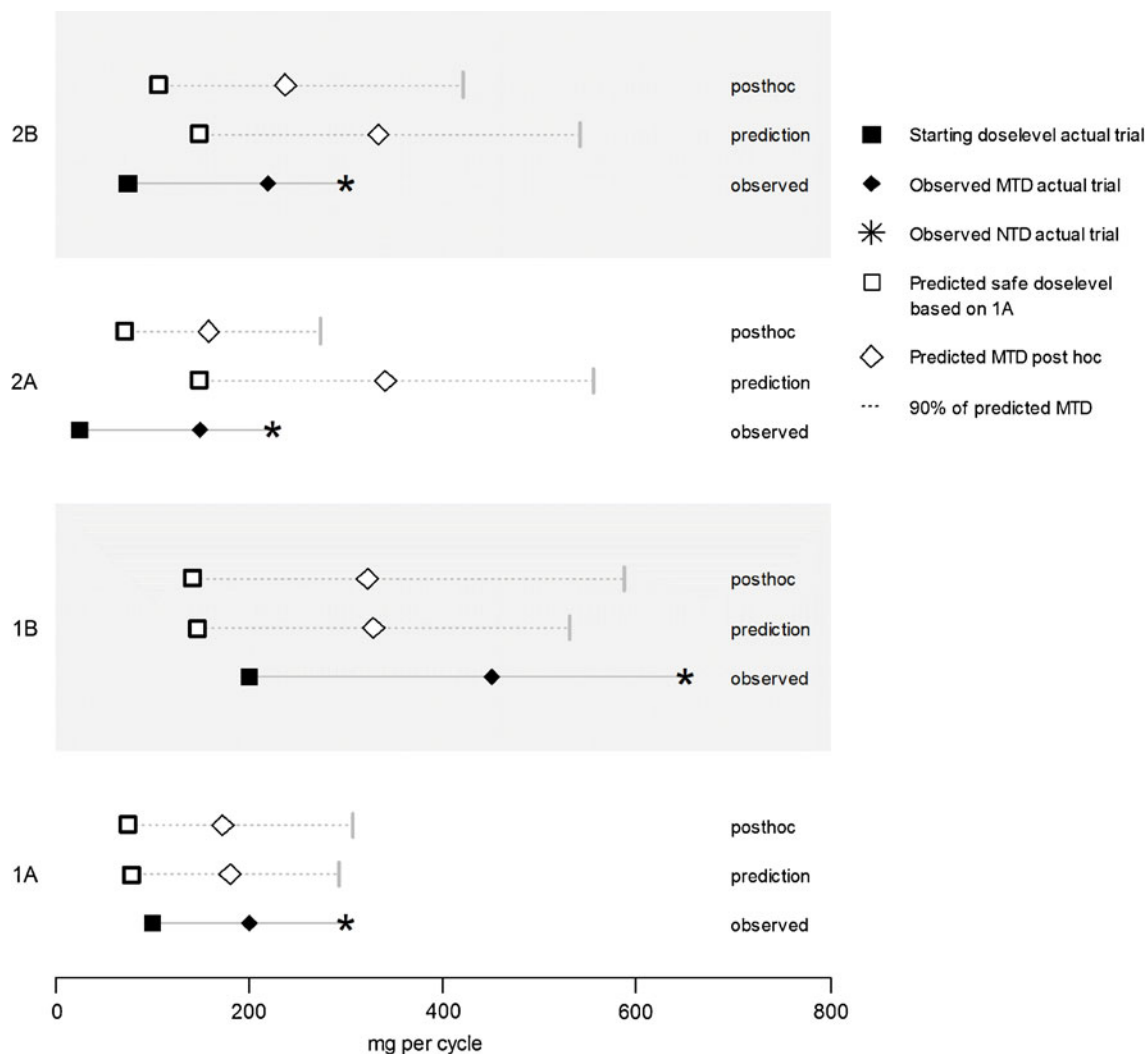 2B
posthoc
prediction
observed
2A
posthoc
prediction
observed
1B
posthoc
prediction
observed
1A
posthoc
prediction
observed
0 200 400 600 800
mg per cycle
Starting doselevel actual trial
Observed MTD actual trial
Observed NTD actual trial
Predicted safe doselevel
based on 1A
Predicted MTD post hoc
90% of predicted MTD